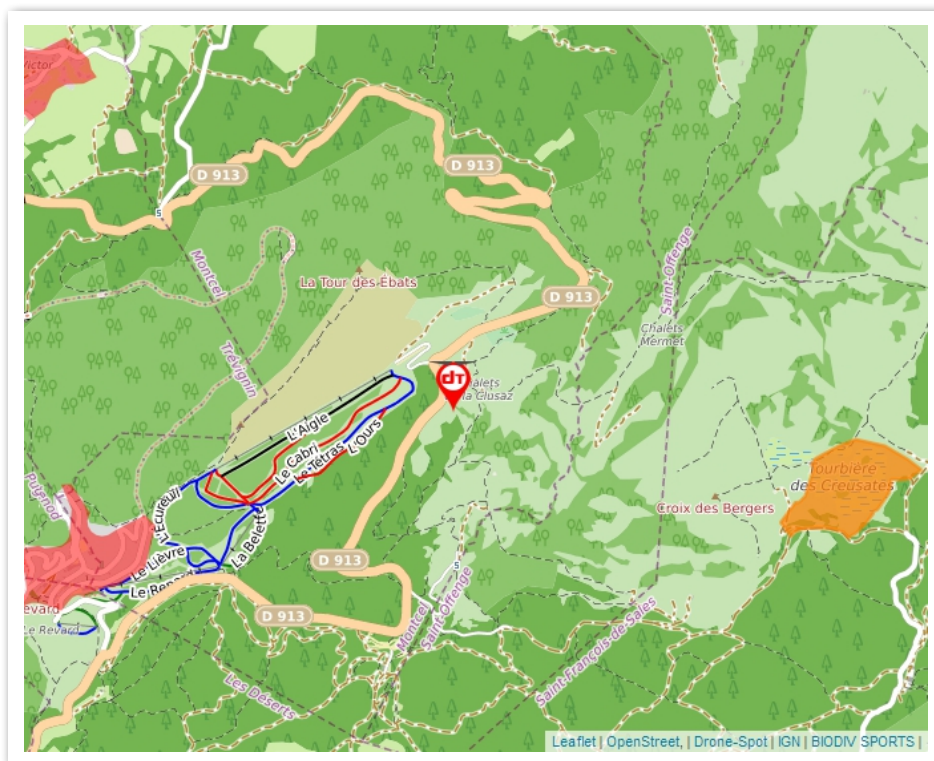 Victor
D 913
D 913
5
Montcel
Saint-Offenge
La Tour des Ébats
D 913
Chalets
Mermet
Trévignin
dT
la Clusaz
L'Aigle
Le Cabri
Le Tétras
L'Ours
Tourbière
des Creusates
Pugnod
L'Écureuil
Croix des Bergers
La Belette
D 913
Le Lièvre
5
Le Renard
evard
D 913
Le Revard
Montcel
Saint-Offenge
Saint-François-de-Sales
Les Déserts
Leaflet | OpenStreet, | Drone-Spot | IGN | BIODIV SPORTS |